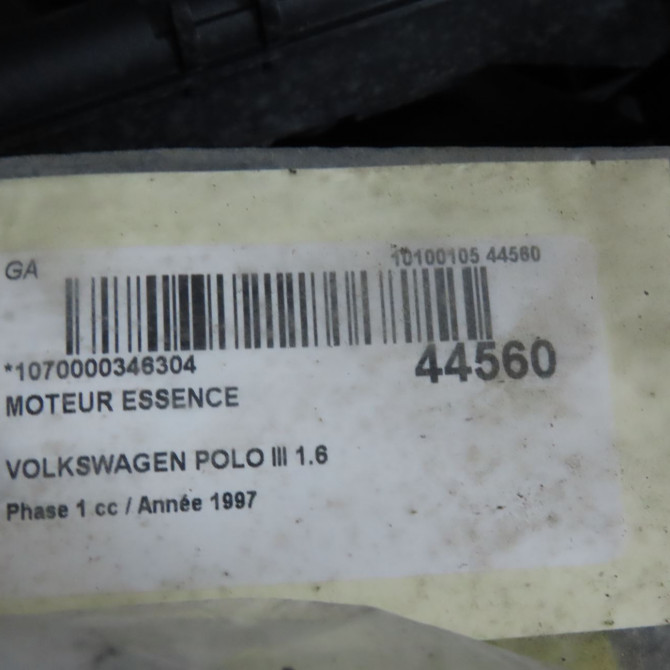 GA
10100105 44560
*1070000346304
44560
MOTEUR ESSENCE
VOLKSWAGEN POLO III 1.6
Phase 1 cc / Année 1997